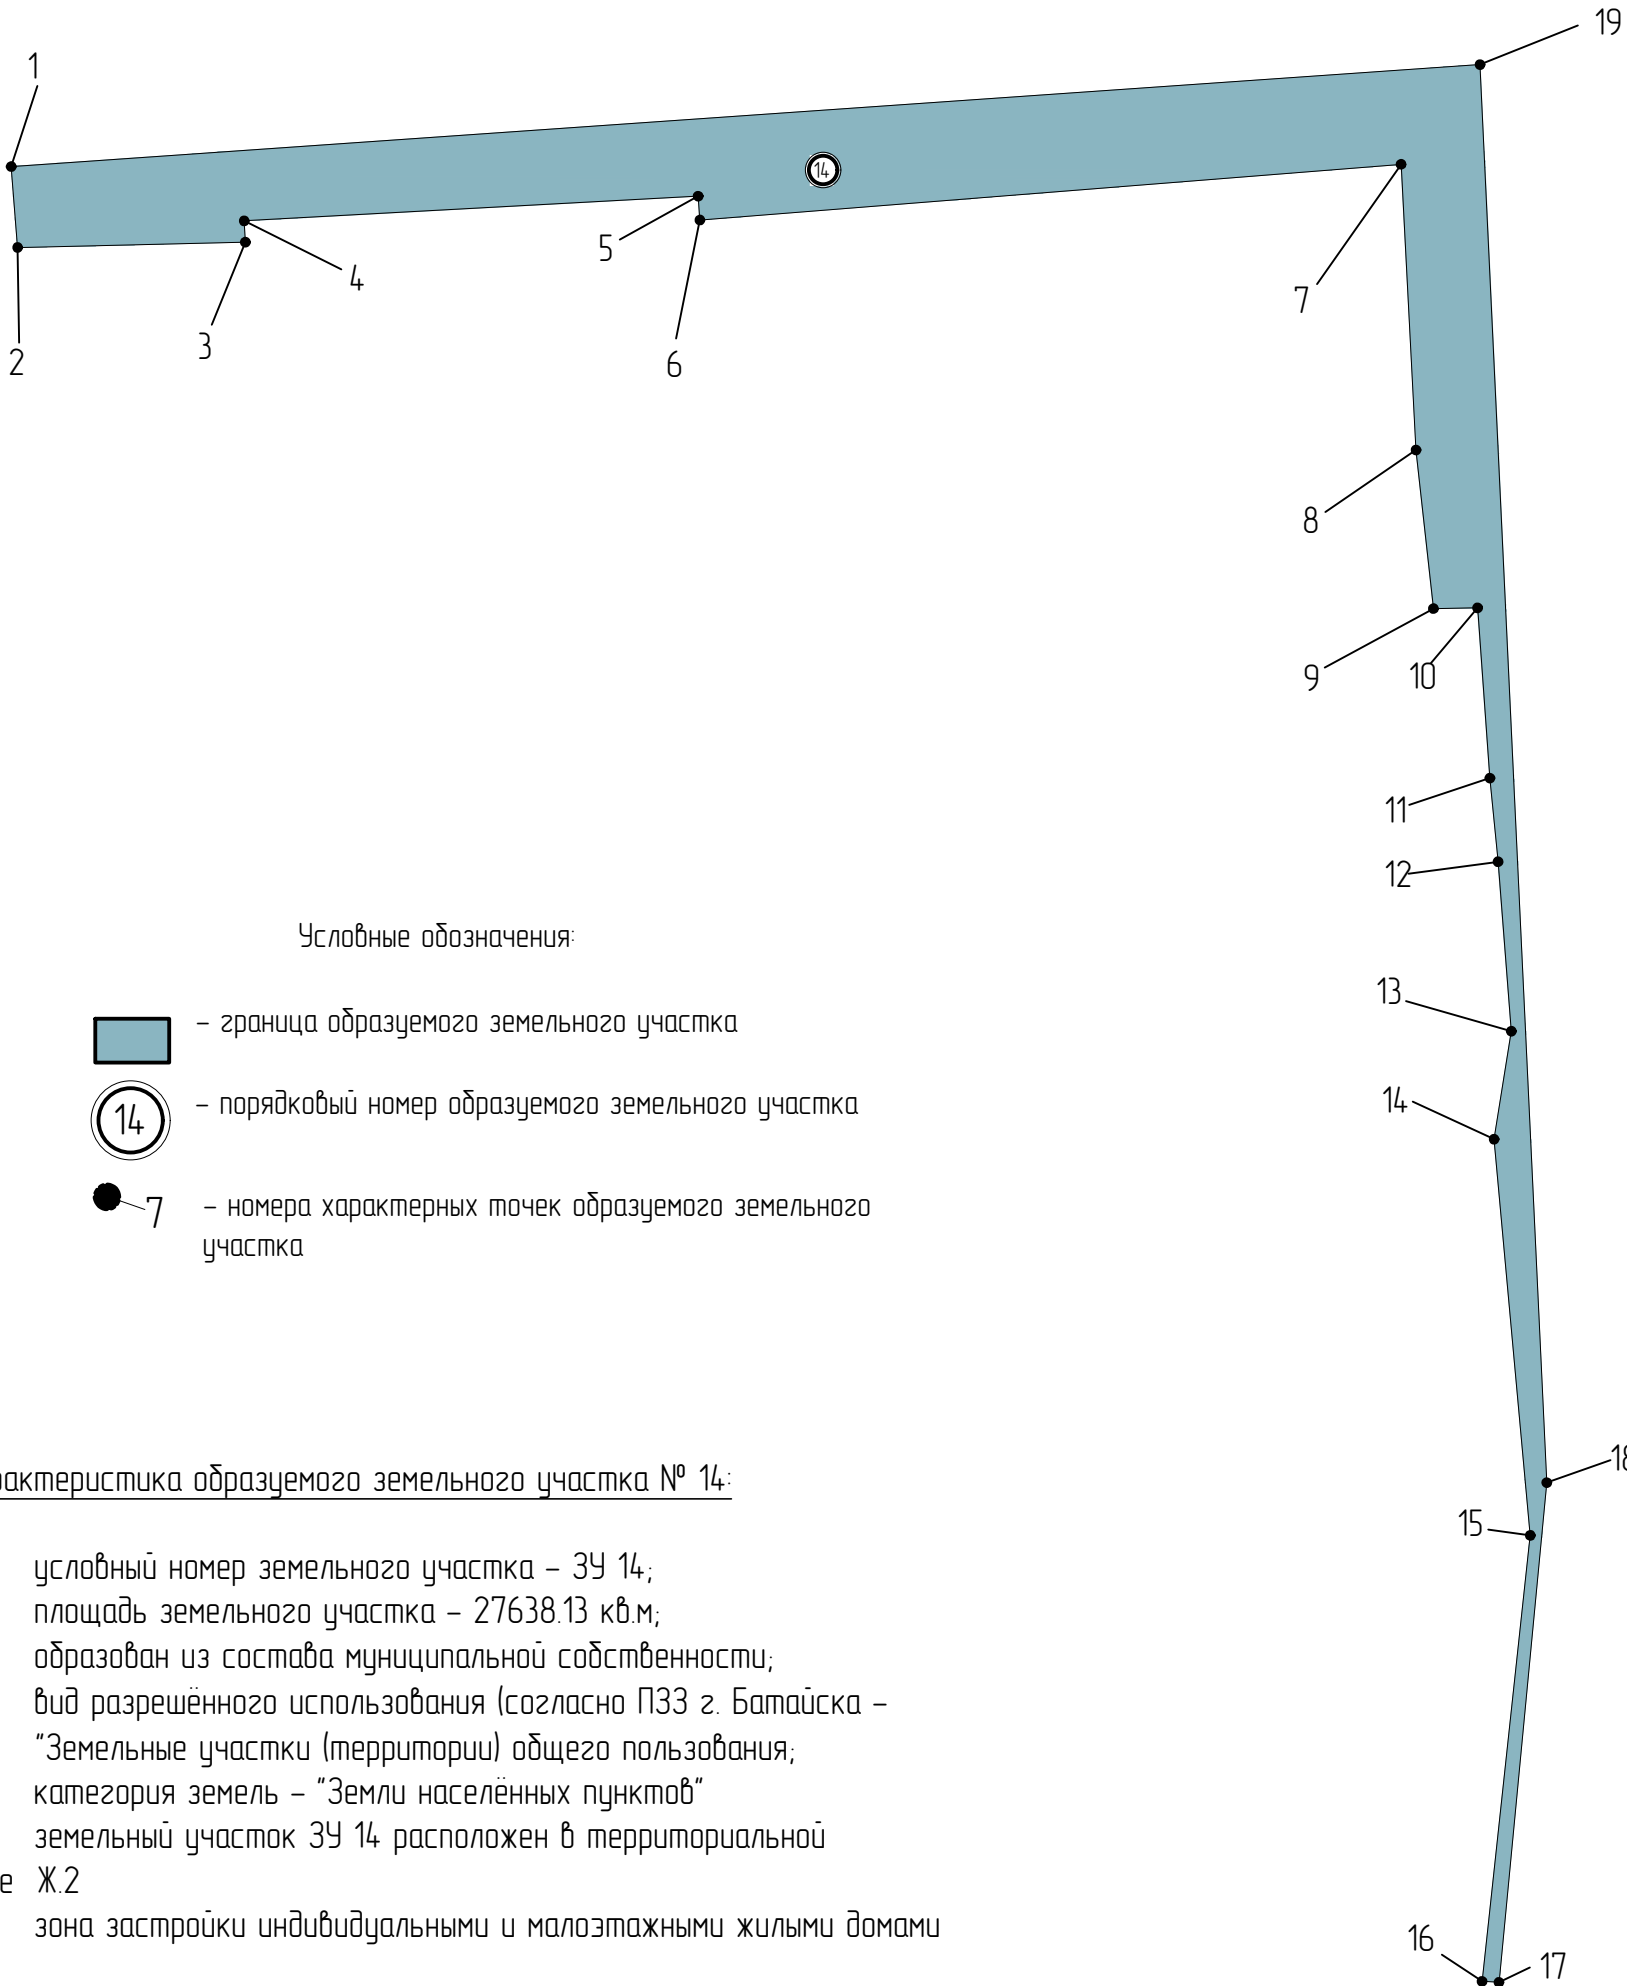 19
1
14
5
4
7
3
2
6
8
9
10
11
12
Условные обозначения:
13
– граница образуемого земельного участка
14
14
– порядковый номер образуемого земельного участка
7
– номера характерных точек образуемого земельного
участка
18
актеристика образуемого земельного участка № 14:
15
условный номер земельного участка – ЗУ 14;
площадь земельного участка – 27638.13 кв.м;
образован из состава муниципальной собственности;
вид разрешённого использования (согласно ПЗЗ г. Батайска –
"Земельные участки (территории) общего пользования;
категория земель – "Земли населённых пунктов"
земельный участок ЗУ 14 расположен в территориальной
е Ж.2
зона застройки индивидуальными и малоэтажными жилыми домами
16
17